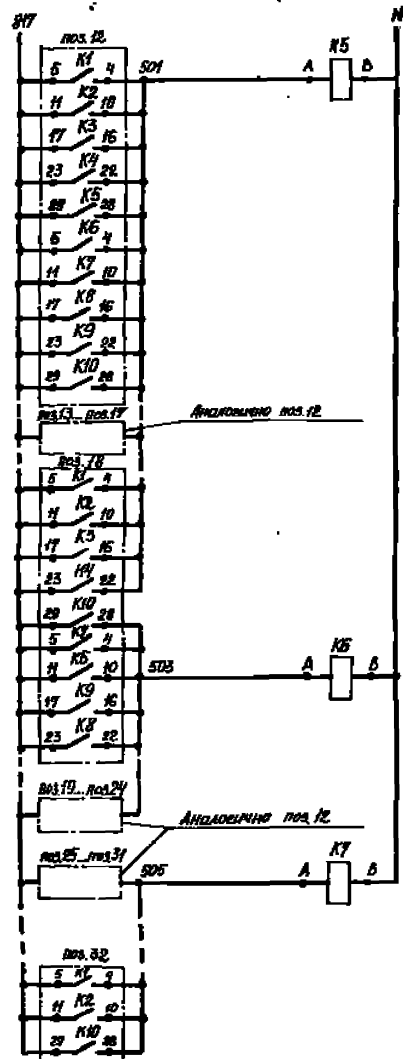 817 N
поз.12
5 К1 4 501 А К5 В
11 К2 10
17 К3 16
23 К4 22
29 К5 28
5 К6 4
11 К7 10
17 К8 16
23 К9 22
29 К10 28
поз.13...поз.17 Аналогично поз.12
поз.18
5 К1 4
11 К2 10
17 К3 16
23 К4 22
29 К10 28
5 К7 4
11 К6 10 503 А К6 В
17 К9 16
23 К8 22
поз.19...поз.24 Аналогично поз.12
поз.25...поз.31 505 А К7 В
поз.32
5 К1 4
11 К2 10
29 К10 28